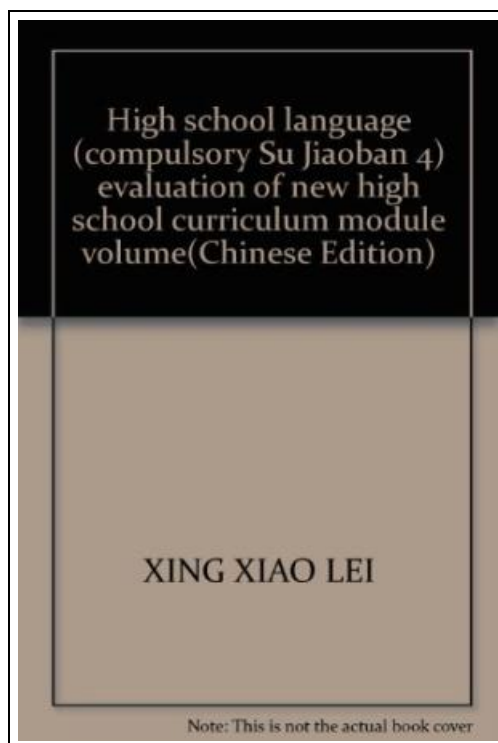 High school language
(compulsory Su Jiaoban 4)
evaluation of new high
school curriculum module
volume(Chinese Edition)
XING XIAO LEI
Note: This is not the actual book cover